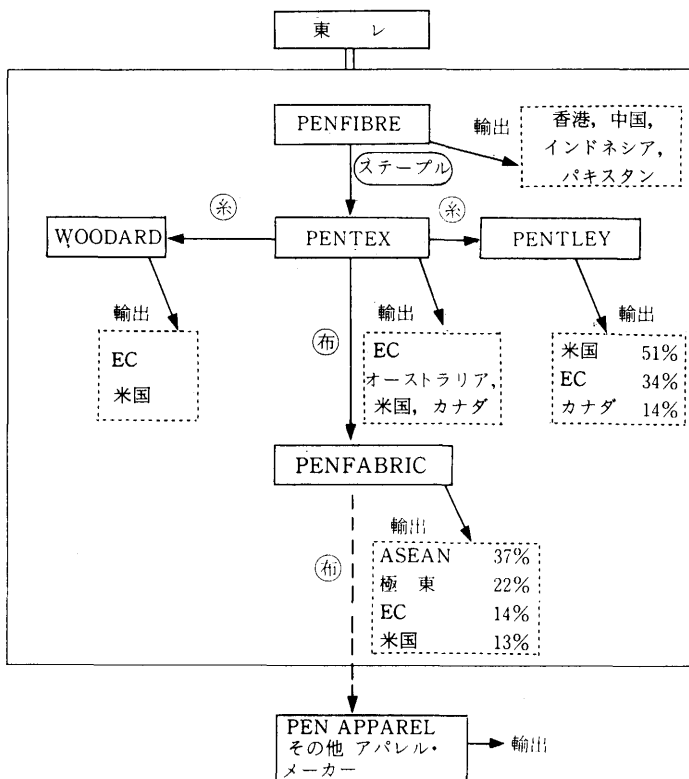 東レ
PENFIBRE
輸出
香港, 中国,
インドネシア,
パキスタン
ステープル
糸
糸
WOODARD
PENTEX
PENTLEY
輸出
EC
米国
布
輸出
EC
オーストラリア,
米国, カナダ
輸出
米国 51%
EC 34%
カナダ 14%
PENFABRIC
布
輸出
ASEAN 37%
極東 22%
EC 14%
米国 13%
PEN APPAREL
その他 アパレル・
メーカー
輸出